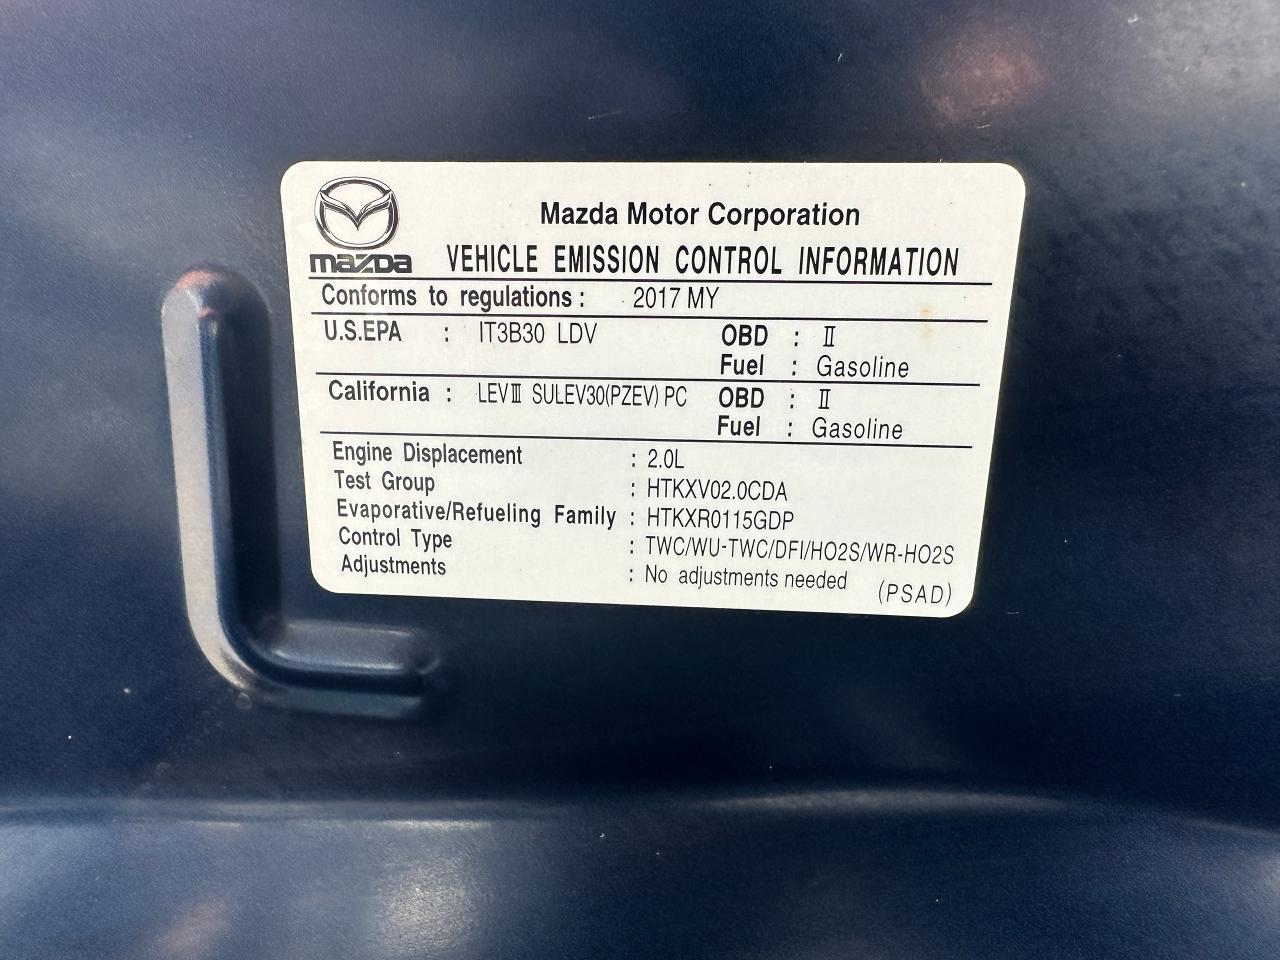 mazda
Mazda Motor Corporation
VEHICLE EMISSION CONTROL INFORMATION
Conforms to regulations : 2017 MY
U.S.EPA : IT3B30 LDV OBD : Ⅱ
Fuel : Gasoline
California : LEVⅢ SULEV30(PZEV) PC OBD : Ⅱ
Fuel : Gasoline
Engine Displacement : 2.0L
Test Group : HTKXV02.0CDA
Evaporative/Refueling Family : HTKXR0115GDP
Control Type : TWC/WU-TWC/DFI/HO2S/WR-HO2S
Adjustments : No adjustments needed
(PSAD)